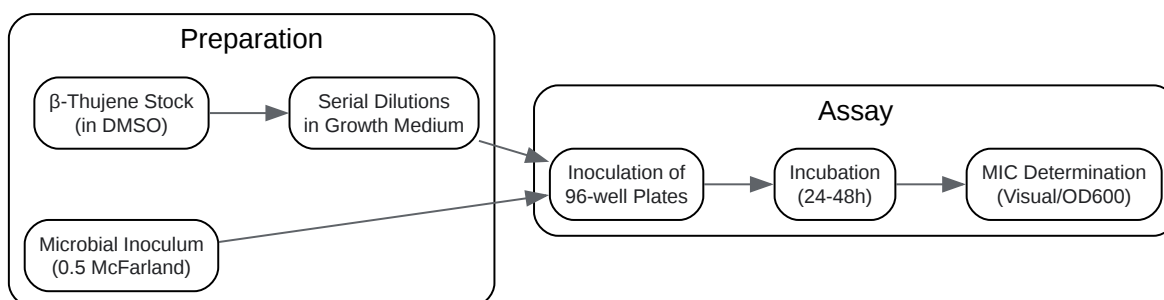 Preparation
β-Thujene Stock
(in DMSO)
Serial Dilutions
in Growth Medium
Microbial Inoculum
(0.5 McFarland)
Assay
Inoculation of
96-well Plates
Incubation
(24-48h)
MIC Determination
(Visual/OD600)